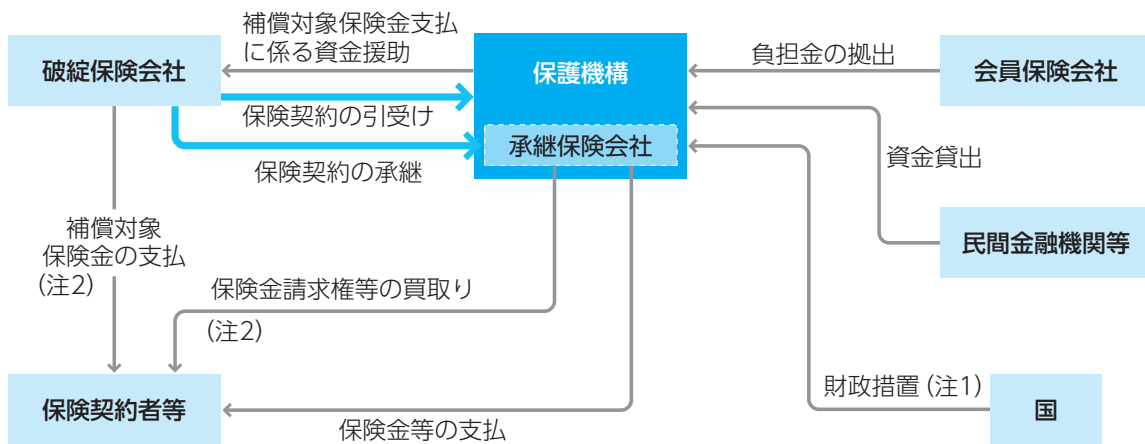 補償対象保険金支払
に係る資金援助
破綻保険会社
保護機構
負担金の拠出
会員保険会社
保険契約の引受け
承継保険会社
保険契約の承継
資金貸出
補償対象
保険金の支払
(注2)
民間金融機関等
保険金請求権等の買取り
(注2)
財政措置(注1)
保険契約者等
国
保険金等の支払